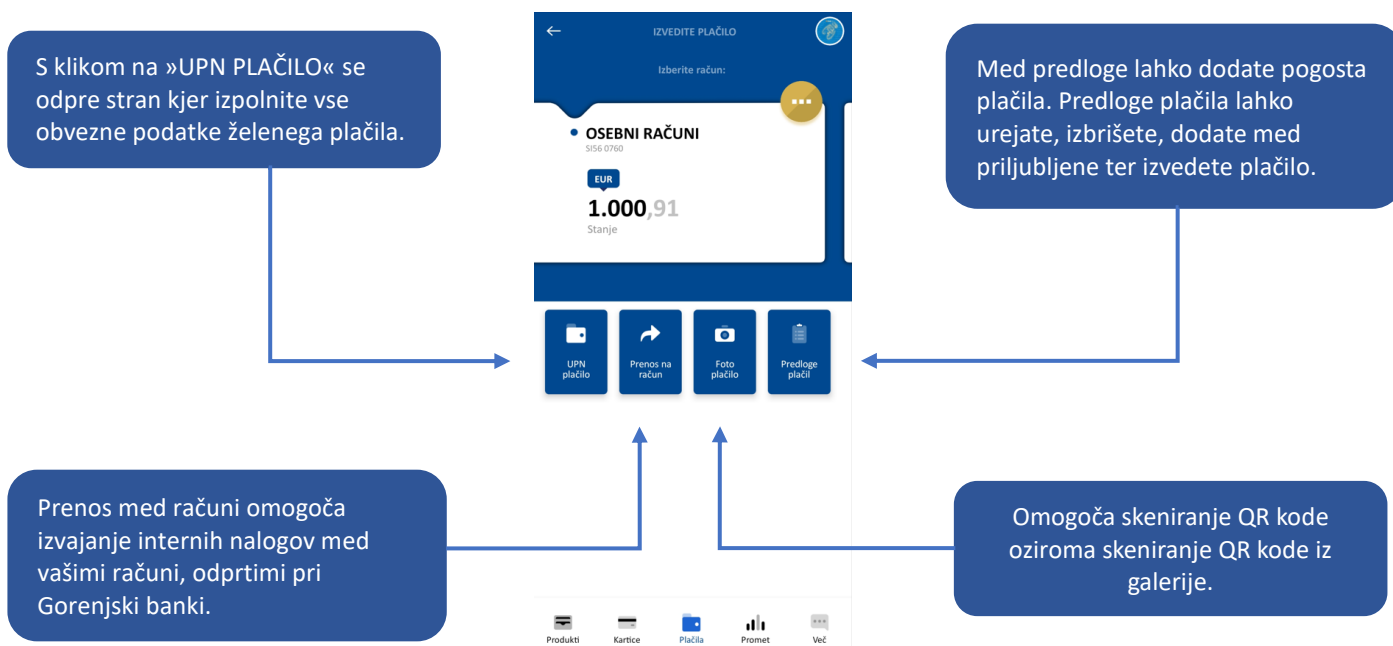 S klikom na »UPN PLAČILO« se
odpre stran kjer izpolnite vse
obvezne podatke želenega plačila.
IZVEDITE PLAČILO
Izberite račun:
OSEBNI RAČUNI
SI56 0760
EUR
1.000,91
Stanje
Med predloge lahko dodate pogosta
plačila. Predloge plačila lahko
urejate, izbrišete, dodate med
priljubljene ter izvedete plačilo.
UPN
plačilo
Prenos na
račun
Foto
plačilo
Predloge
plačil
Prenos med računi omogoča
izvajanje internih nalogov med
vašimi računi, odprtimi pri
Gorenjski banki.
Omogoča skeniranje QR kode
oziroma skeniranje QR kode iz
galerije.
Produkti
Kartice
Plačila
Promet
Več